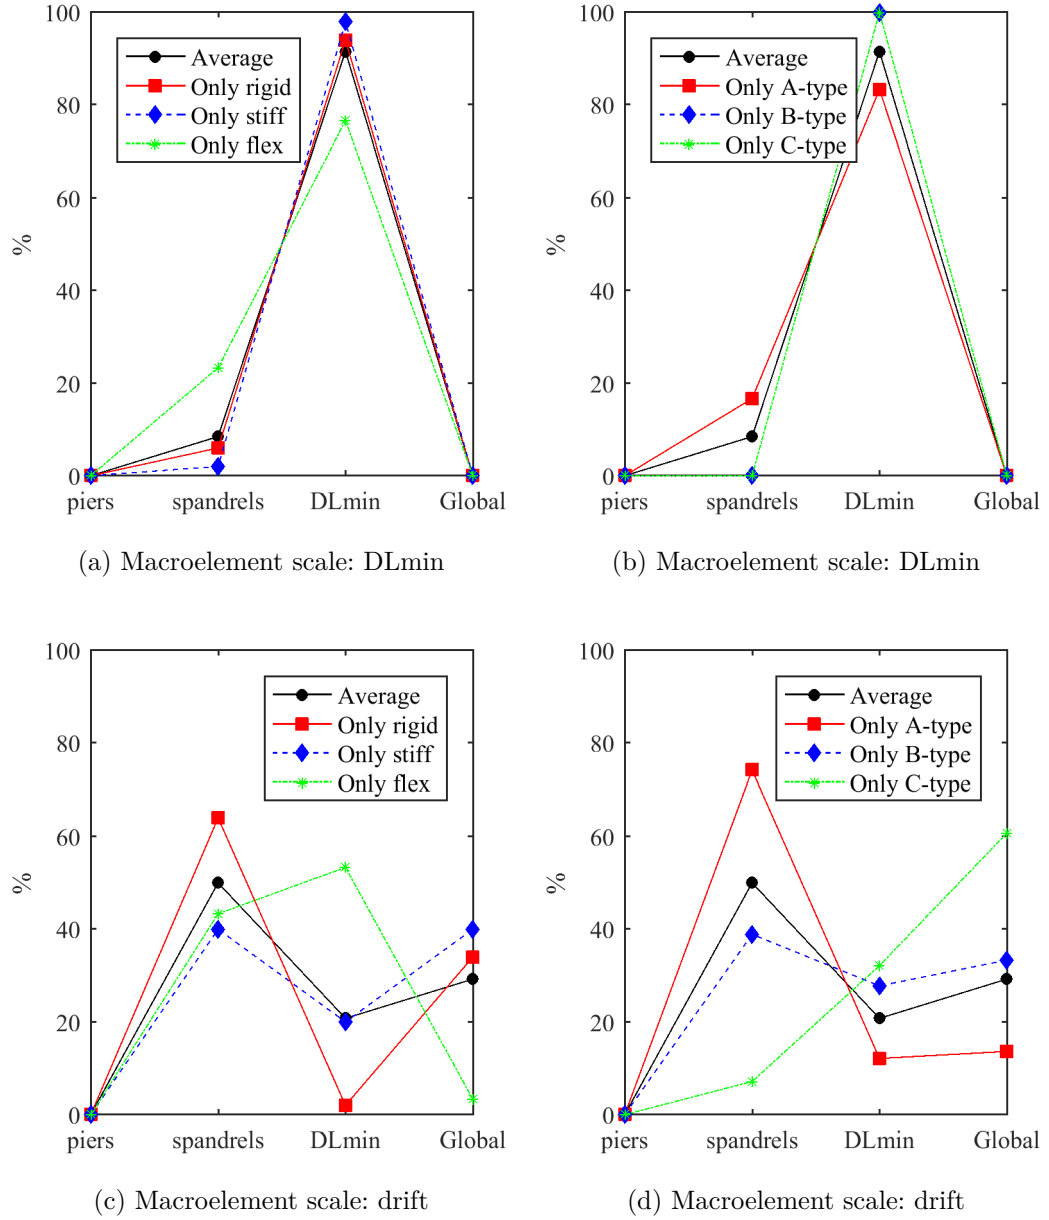 100
80
60
40
20
0
%
Average
Only rigid
Only stiff
Only flex
piers spandrels DLmin Global
(a) Macroelement scale: DLmin
100
80
60
40
20
0
%
Average
Only A-type
Only B-type
Only C-type
piers spandrels DLmin Global
(b) Macroelement scale: DLmin
100
80
60
40
20
0
%
Average
Only rigid
Only stiff
Only flex
piers spandrels DLmin Global
(c) Macroelement scale: drift
100
80
60
40
20
0
%
Average
Only A-type
Only B-type
Only C-type
piers spandrels DLmin Global
(d) Macroelement scale: drift